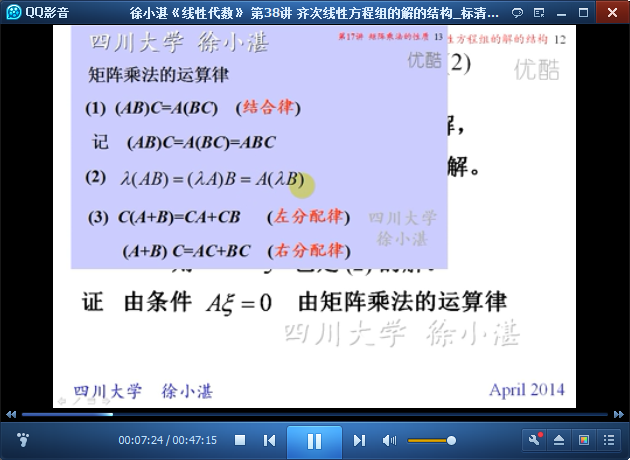 QQ影音
徐小湛《线性代数》 第38讲 齐次线性方程组的解的结构_标清...
四川大学 徐小湛
第17讲 矩阵乘法的性质 13
性方程组的解的结构 12
优酷
优酷
(2)
矩阵乘法的运算律
(1) (AB)C=A(BC) (结合律)
解，
记 (AB)C=A(BC)=ABC
解。
(2) λ(AB)=(λA)B=A(λB)
(3) C(A+B)=CA+CB (左分配律)
四川大学
徐小湛
(A+B) C=AC+BC (右分配律)
证 由条件 Aξ=0 由矩阵乘法的运算律
四川大学 徐小湛
四川大学 徐小湛
April 2014
00:07:24 / 00:47:15